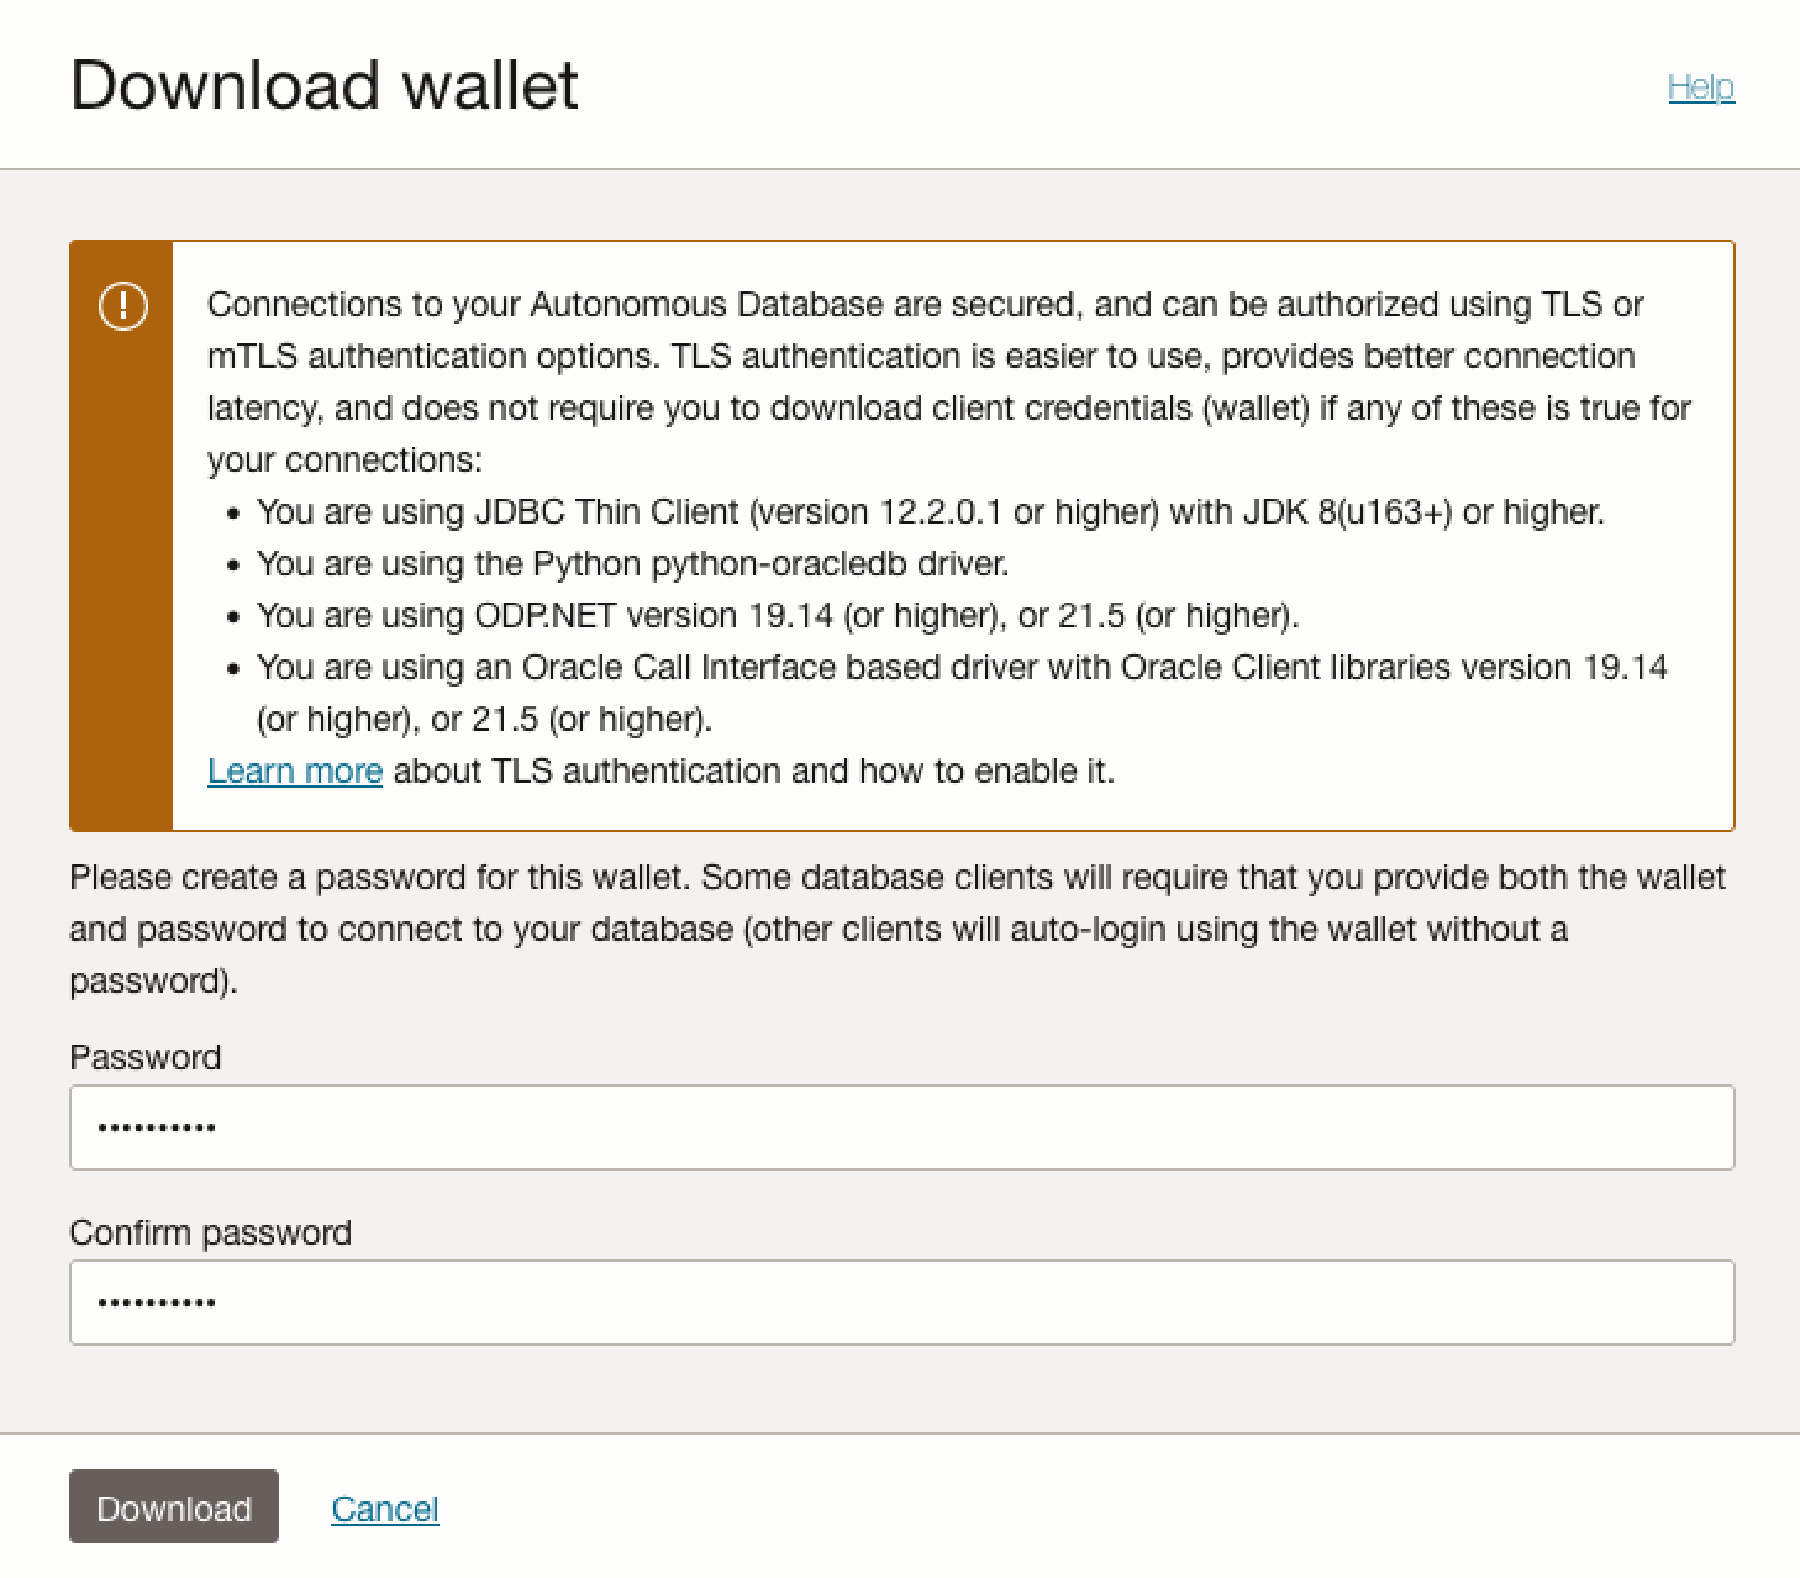 Download wallet
Help
Connections to your Autonomous Database are secured, and can be authorized using TLS or
mTLS authentication options. TLS authentication is easier to use, provides better connection
latency, and does not require you to download client credentials (wallet) if any of these is true for
your connections:
• You are using JDBC Thin Client (version 12.2.0.1 or higher) with JDK 8(u163+) or higher.
• You are using the Python python-oracledb driver.
• You are using ODP.NET version 19.14 (or higher), or 21.5 (or higher).
• You are using an Oracle Call Interface based driver with Oracle Client libraries version 19.14
(or higher), or 21.5 (or higher).
Learn more about TLS authentication and how to enable it.
Please create a password for this wallet. Some database clients will require that you provide both the wallet
and password to connect to your database (other clients will auto-login using the wallet without a
password).
Password
••••••••••
Confirm password
••••••••••
Download
Cancel